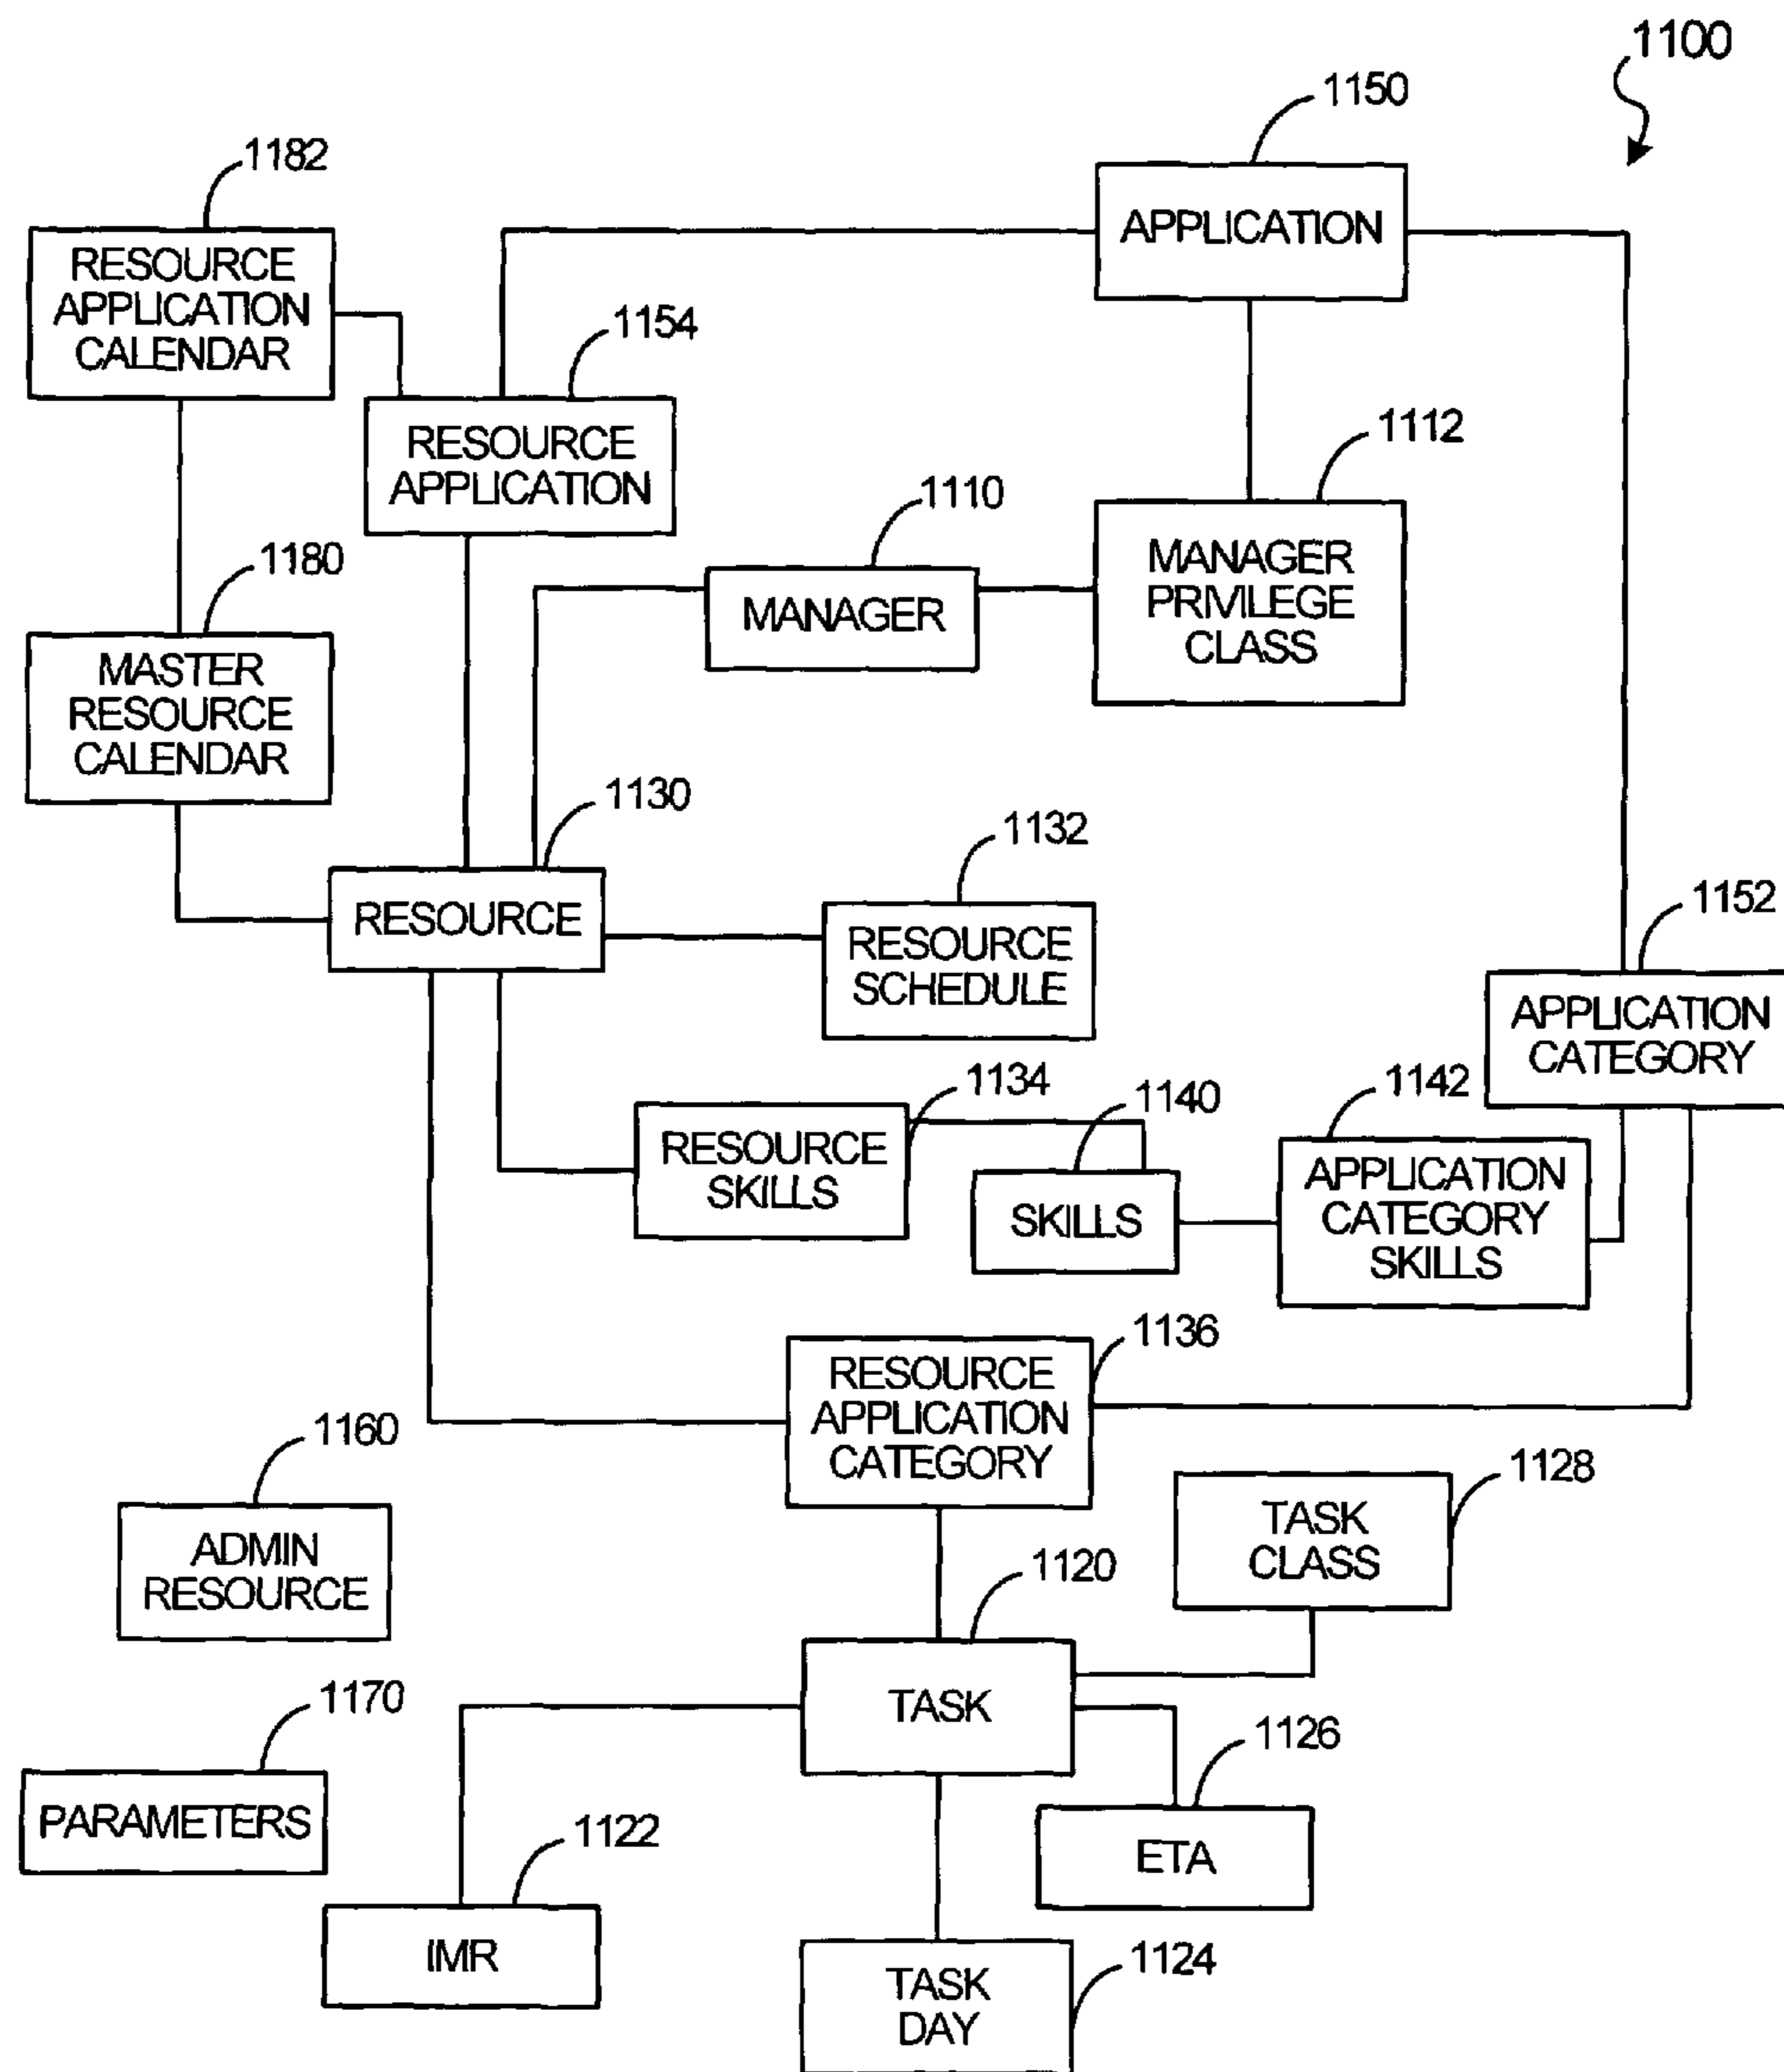 1100
1150
APPLICATION
1182
RESOURCE
APPLICATION
CALENDAR
1154
RESOURCE
APPLICATION
1112
MANAGER
PRIVILEGE
CLASS
1110
MANAGER
1180
MASTER
RESOURCE
CALENDAR
1130
RESOURCE
1132
RESOURCE
SCHEDULE
1152
APPLICATION
CATEGORY
1134
RESOURCE
SKILLS
1140
SKILLS
1142
APPLICATION
CATEGORY
SKILLS
1136
RESOURCE
APPLICATION
CATEGORY
1160
ADMIN
RESOURCE
1128
TASK
CLASS
1120
TASK
1170
PARAMETERS
1126
ETA
1122
IMR
1124
TASK
DAY